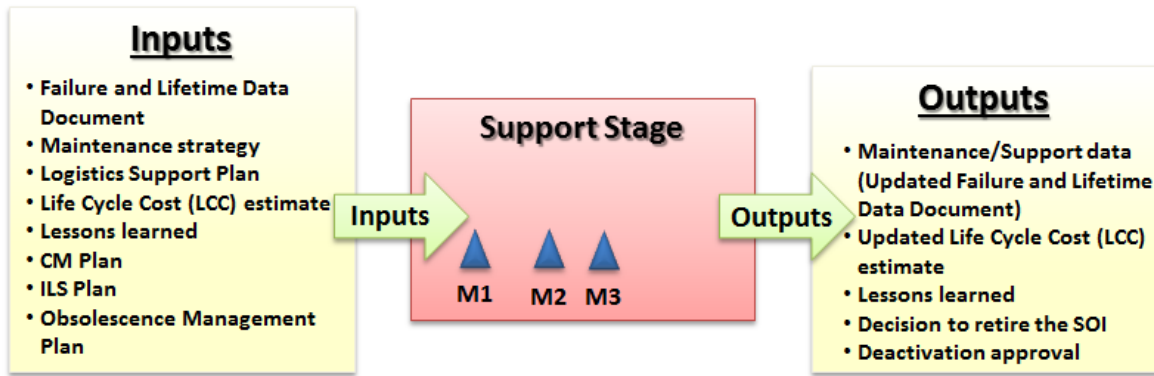 Inputs
• Failure and Lifetime Data
Document
• Maintenance strategy
• Logistics Support Plan
• Life Cycle Cost (LCC) estimate
• Lessons learned
• CM Plan
• ILS Plan
• Obsolescence Management
Plan
Inputs
Support Stage
M1 M2 M3
Outputs
Outputs
• Maintenance/Support data
(Updated Failure and Lifetime
Data Document)
• Updated Life Cycle Cost (LCC)
estimate
• Lessons learned
• Decision to retire the SOI
• Deactivation approval